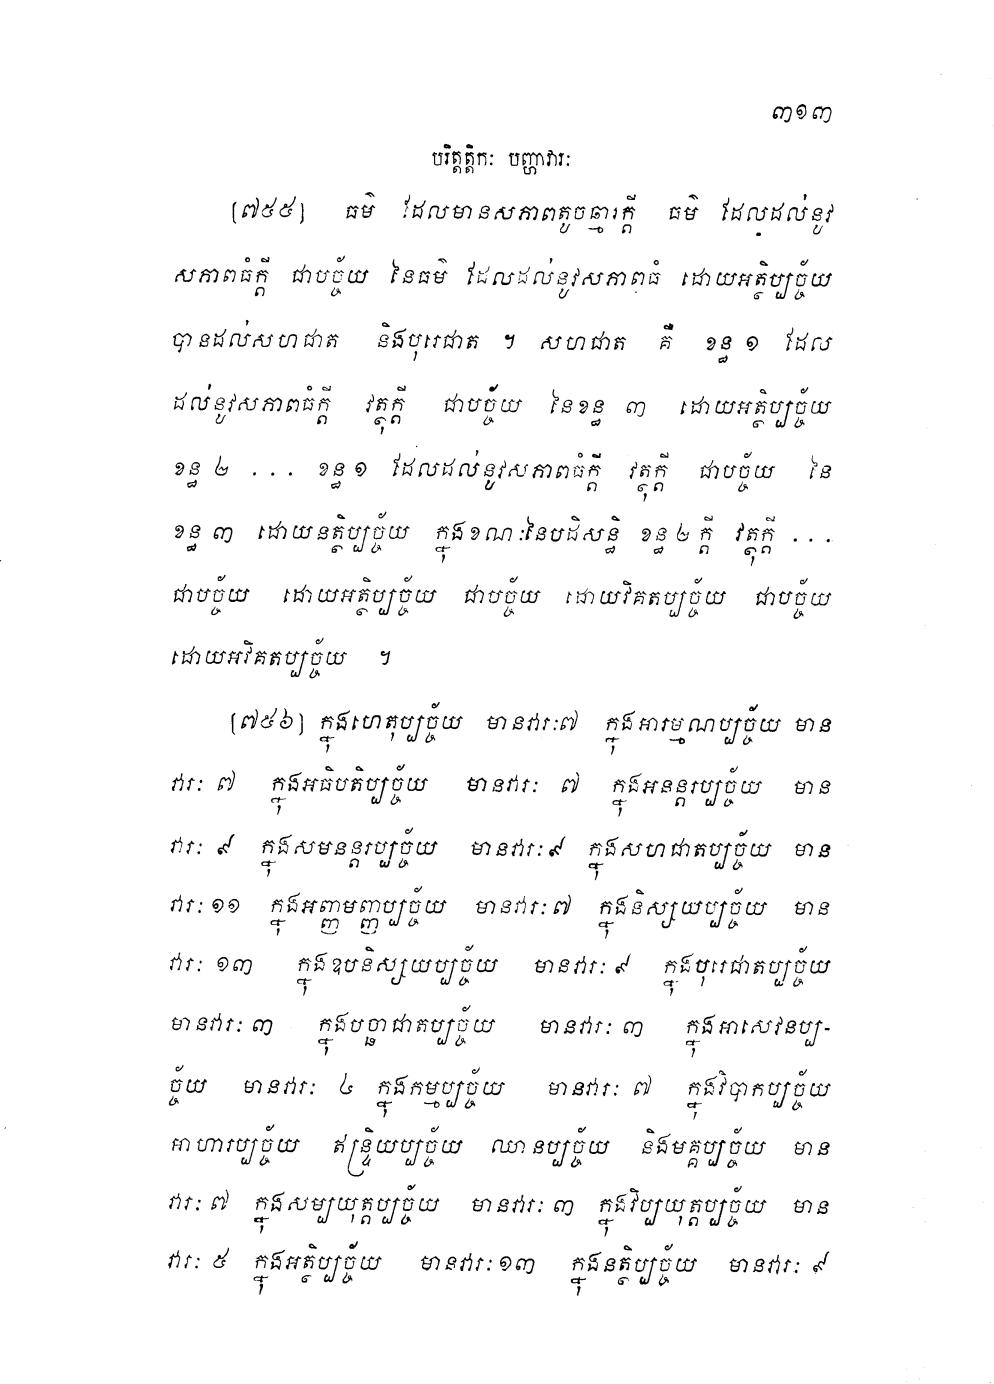 ៣១៣
បរិត្តត្តិកៈ បញ្ហាវារៈ
[៧៥៥] ធម៌ ដែលមានសភាពតូចឆ្មារក្តី ធម៌ ដែលដល់នូវ
សភាពធំក្តី ជាបច្ច័យ នៃធម៌ ដែលដល់នូវសភាពធំ ដោយអត្ថិប្បច្ច័យ
បានដល់សហជាត និងបុរេជាត ។ សហជាត គឺ ខន្ធ ១ ដែល
ដល់នូវសភាពធំក្តី វត្ថុក្តី ជាបច្ច័យ នៃខន្ធ ៣ ដោយអត្ថិប្បច្ច័យ
ខន្ធ ២ ... ខន្ធ ១ ដែលដល់នូវសភាពធំក្តី វត្ថុក្តី ជាបច្ច័យ នៃ
ខន្ធ ៣ ដោយនត្ថិប្បច្ច័យ ក្នុងខណៈនៃបដិសន្ធិ ខន្ធ ២ ក្តី វត្ថុក្តី ...
ជាបច្ច័យ ដោយអត្ថិប្បច្ច័យ ជាបច្ច័យ ដោយវិគតប្បច្ច័យ ជាបច្ច័យ
ដោយអវិគតប្បច្ច័យ ។
[៧៥៦] ក្នុងហេតុប្បច្ច័យ មានវារៈ៧ ក្នុងអារម្មណប្បច្ច័យ មាន
វារៈ ៧ ក្នុងអធិបតិប្បច្ច័យ មានវារៈ ៧ ក្នុងអនន្តរប្បច្ច័យ មាន
វារៈ ៩ ក្នុងសមនន្តរប្បច្ច័យ មានវារៈ៩ ក្នុងសហជាតប្បច្ច័យ មាន
វារៈ ១១ ក្នុងអញ្ញមញ្ញប្បច្ច័យ មានវារៈ៧ ក្នុងនិស្សយប្បច្ច័យ មាន
វារៈ ១៣ ក្នុងឧបនិស្សយប្បច្ច័យ មានវារៈ ៩ ក្នុងបុរេជាតប្បច្ច័យ
មានវារៈ ៣ ក្នុងបច្ឆាជាតប្បច្ច័យ មានវារៈ ៣ ក្នុងអាសេវនប្ប-
ច្ច័យ មានវារៈ ៤ ក្នុងកម្មប្បច្ច័យ មានវារៈ ៧ ក្នុងវិបាកប្បច្ច័យ
អាហារប្បច្ច័យ ឥន្ទ្រិយប្បច្ច័យ ឈានប្បច្ច័យ និងមគ្គប្បច្ច័យ មាន
វារៈ ៧ ក្នុងសម្បយុត្តប្បច្ច័យ មានវារៈ ៣ ក្នុងវិប្បយុត្តប្បច្ច័យ មាន
វារៈ ៥ ក្នុងអត្ថិប្បច្ច័យ មានវារៈ ១៣ ក្នុងនត្ថិប្បច្ច័យ មានវារៈ ៩